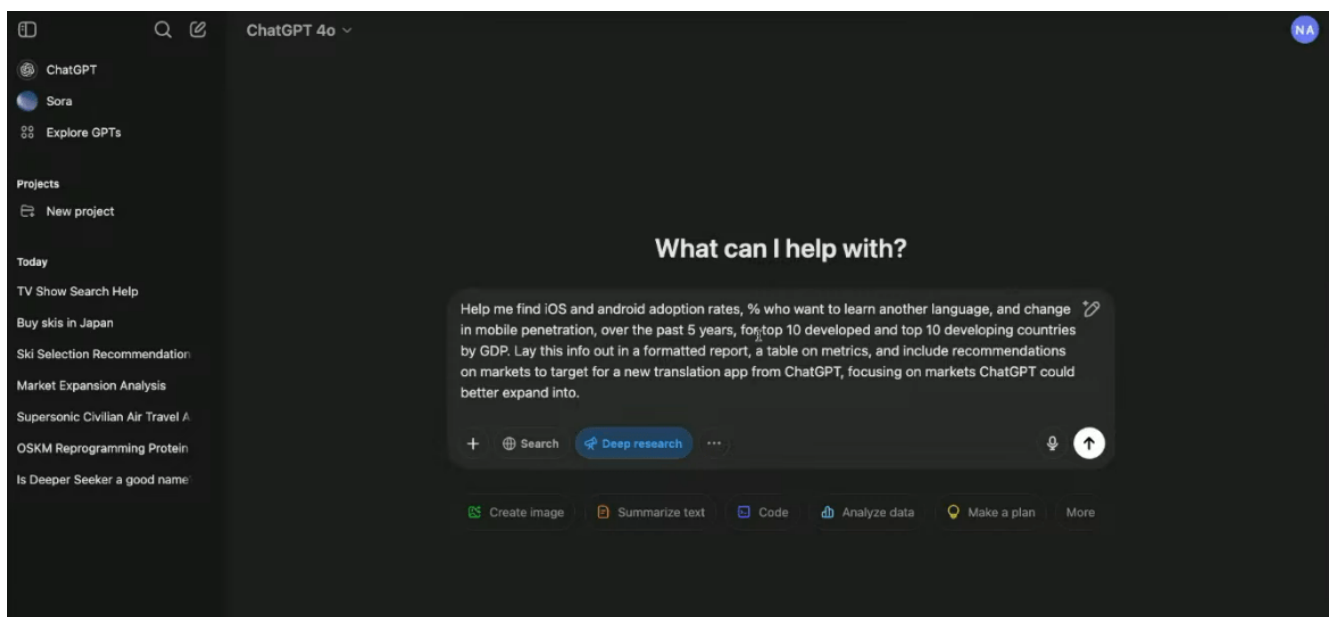 ChatGPT 4o
NA
ChatGPT
Sora
Explore GPTs
Projects
New project
Today
TV Show Search Help
Buy skis in Japan
Ski Selection Recommendation
Market Expansion Analysis
Supersonic Civilian Air Travel A
OSKM Reprogramming Protein
Is Deeper Seeker a good name
What can I help with?
Help me find iOS and android adoption rates, % who want to learn another language, and change
in mobile penetration, over the past 5 years, for top 10 developed and top 10 developing countries
by GDP. Lay this info out in a formatted report, a table on metrics, and include recommendations
on markets to target for a new translation app from ChatGPT, focusing on markets ChatGPT could
better expand into.
Search
Deep research
Create image
Summarize text
Code
Analyze data
Make a plan
More